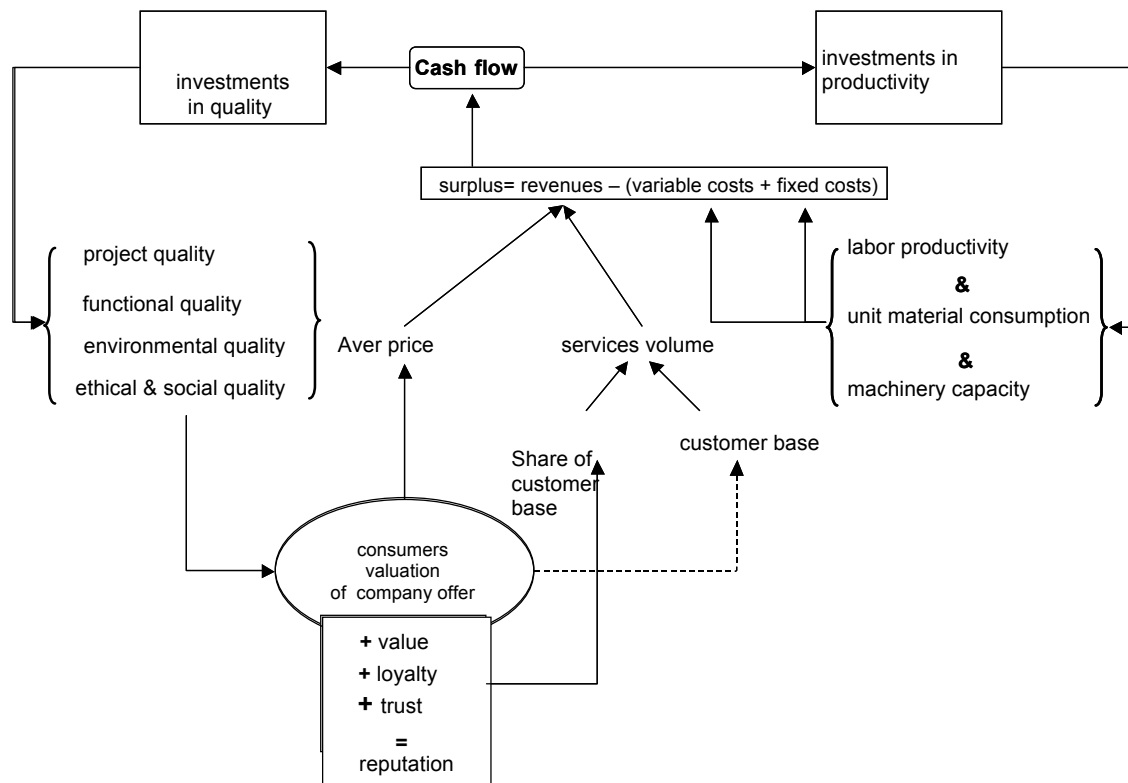 investments
in quality
Cash flow
investments in
productivity
surplus= revenues – (variable costs + fixed costs)
project quality
functional quality
environmental quality
ethical & social quality
Aver price
services volume
labor productivity
&
unit material consumption
&
machinery capacity
Share of
customer
base
customer base
consumers
valuation
of company offer
+ value
+ loyalty
+ trust
=
reputation